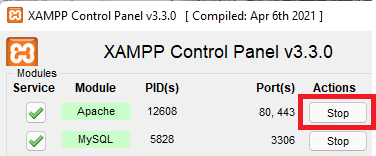 XAMPP Control Panel v3.3.0 [ Compiled: Apr 6th 2021 ]
XAMPP Control Panel v3.3.0
Modules
Service Module PID(s) Port(s) Actions
Apache 12608 80, 443 Stop
MySQL 5828 3306 Stop